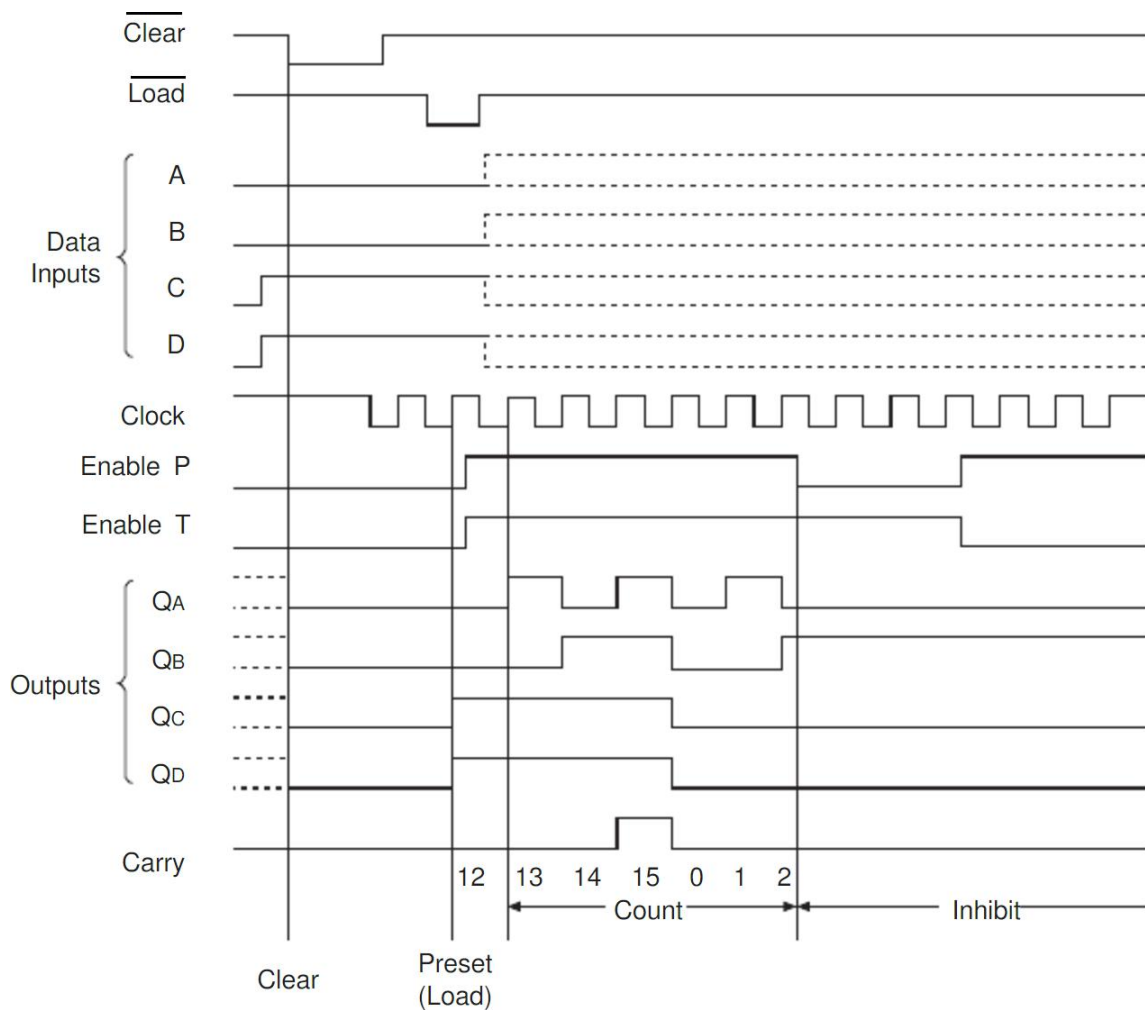 Clear
Load
A
B
Data
Inputs
C
D
Clock
Enable P
Enable T
QA
QB
Outputs
QC
QD
Carry
12 13 14 15 0 1 2
Count Inhibit
Clear
Preset
(Load)